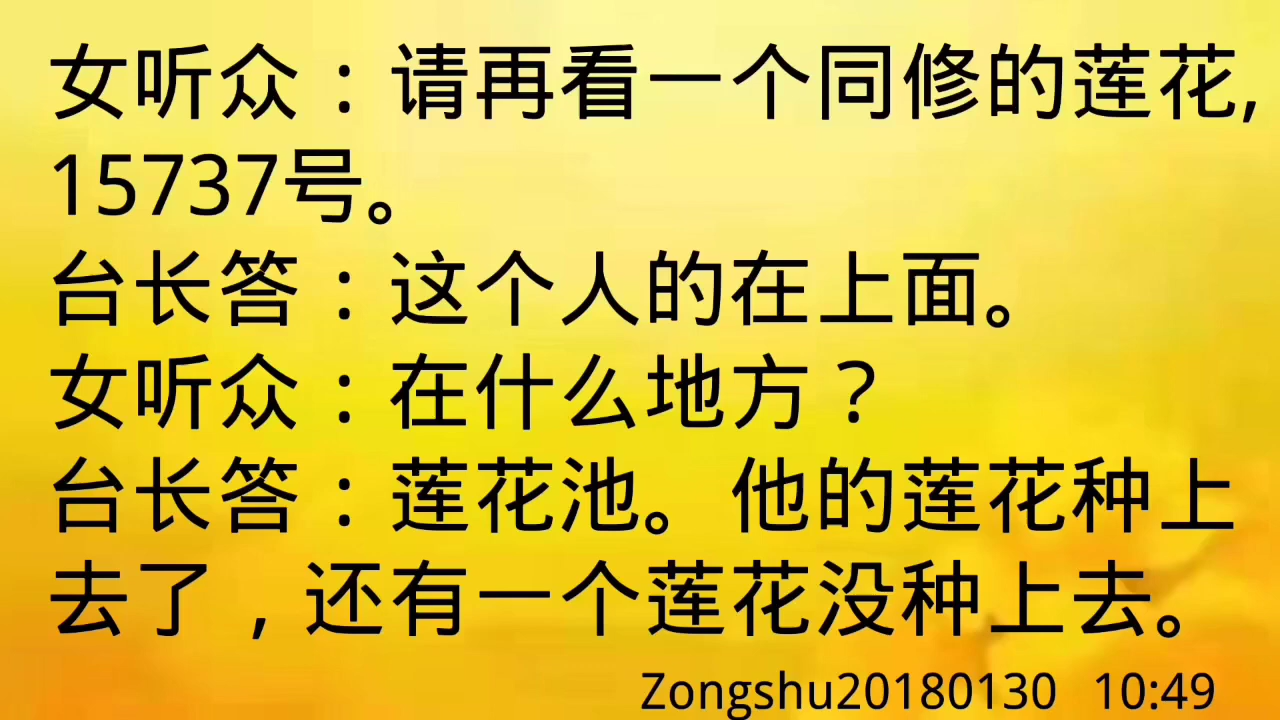 女听众：请再看一个同修的莲花,
15737号。
台长答：这个人的在上面。
女听众：在什么地方？
台长答：莲花池。他的莲花种上
去了，还有一个莲花没种上去。
Zongshu20180130 10:49